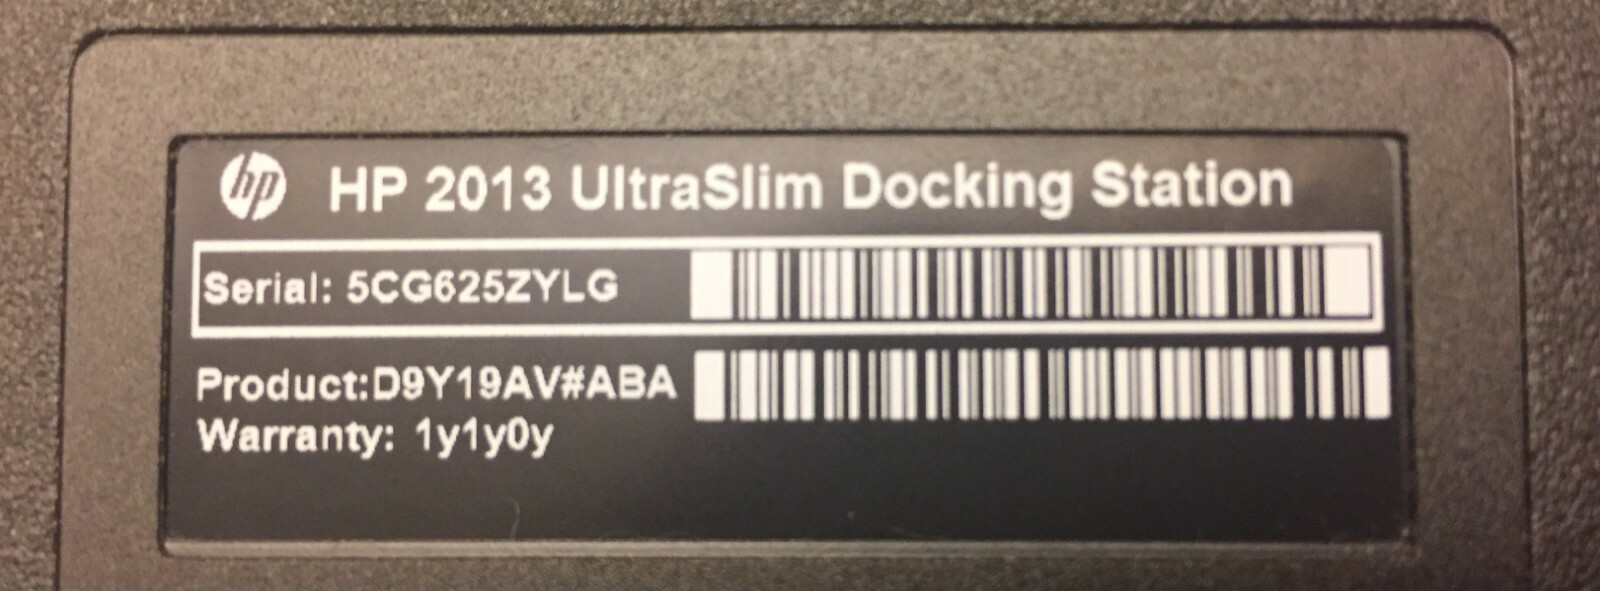 hp HP 2013 UltraSlim Docking Station
Serial: 5CG625ZYLG
Product:D9Y19AV#ABA
Warranty: 1y1y0y